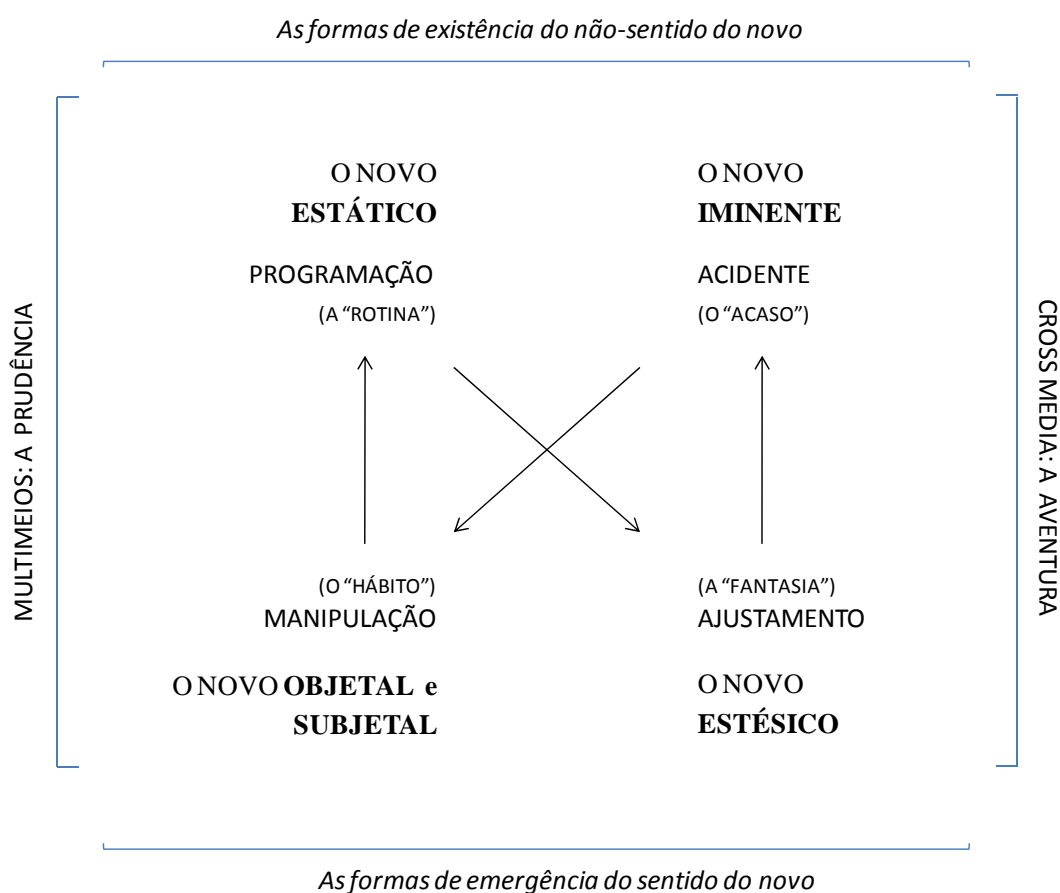 As formas de existência do não-sentido do novo
MULTIMEIOS: A PRUDÊNCIA
O NOVO
ESTÁTICO
PROGRAMAÇÃO
(A “ROTINA”)
O NOVO
IMINENTE
ACIDENTE
(O “ACASO”)
(O “HÁBITO”)
MANIPULAÇÃO
O NOVO OBJETAL e
SUBJETAL
(A “FANTASIA”)
AJUSTAMENTO
O NOVO
ESTÉSICO
CROSS MEDIA: A AVENTURA
As formas de emergência do sentido do novo